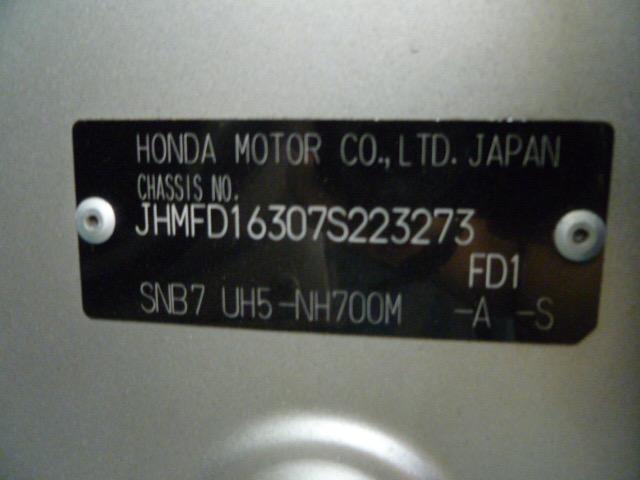 HONDA MOTOR CO.,LTD. JAPAN
CHASSIS NO.
JHMFD16307S223273
FD1
SNB7 UH5-NH700M -A -S